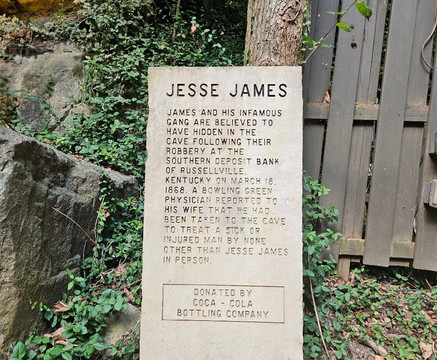 JESSE JAMES
JAMES AND HIS INFAMOUS
GANG ARE BELIEVED TO
HAVE HIDDEN IN THE
CAVE FOLLOWING THEIR
ROBBERY AT THE
SOUTHERN DEPOSIT BANK
OF RUSSELLVILLE,
KENTUCKY ON MARCH 18,
1868. A BOWLING GREEN
PHYSICIAN REPORTED TO
HIS WIFE THAT HE HAD
BEEN TAKEN TO THE CAVE
TO TREAT A SICK OR
INJURED MAN BY NONE
OTHER THAN JESSE JAMES
IN PERSON.
DONATED BY
COCA - COLA
BOTTLING COMPANY